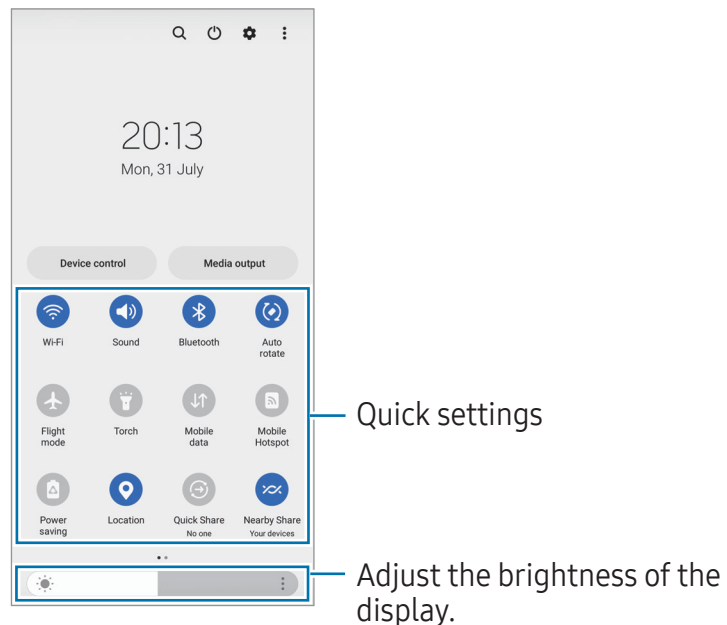 20:13
Mon, 31 July
Device control
Media output
Wi-Fi
Sound
Bluetooth
Auto
rotate
Flight
mode
Torch
Mobile
data
Mobile
Hotspot
Power
saving
Location
Quick Share
No one
Nearby Share
Your devices
Quick settings
Adjust the brightness of the
display.